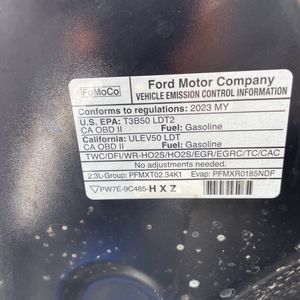 FoMoCo
Ford Motor Company
VEHICLE EMISSION CONTROL INFORMATION
Conforms to regulations: 2023 MY
U.S. EPA: T3B50 LDT2
CA OBD II Fuel: Gasoline
California: ULEV50 LDT
CA OBD II Fuel: Gasoline
TWC/DFI/WR-HO2S/HO2S/EGR/EGRC/TC/CAC
No adjustments needed.
2.3L-Group: PFMXT02.34K1 Evap: PFMXR0185NDF
PW7E-9C485-HXZ